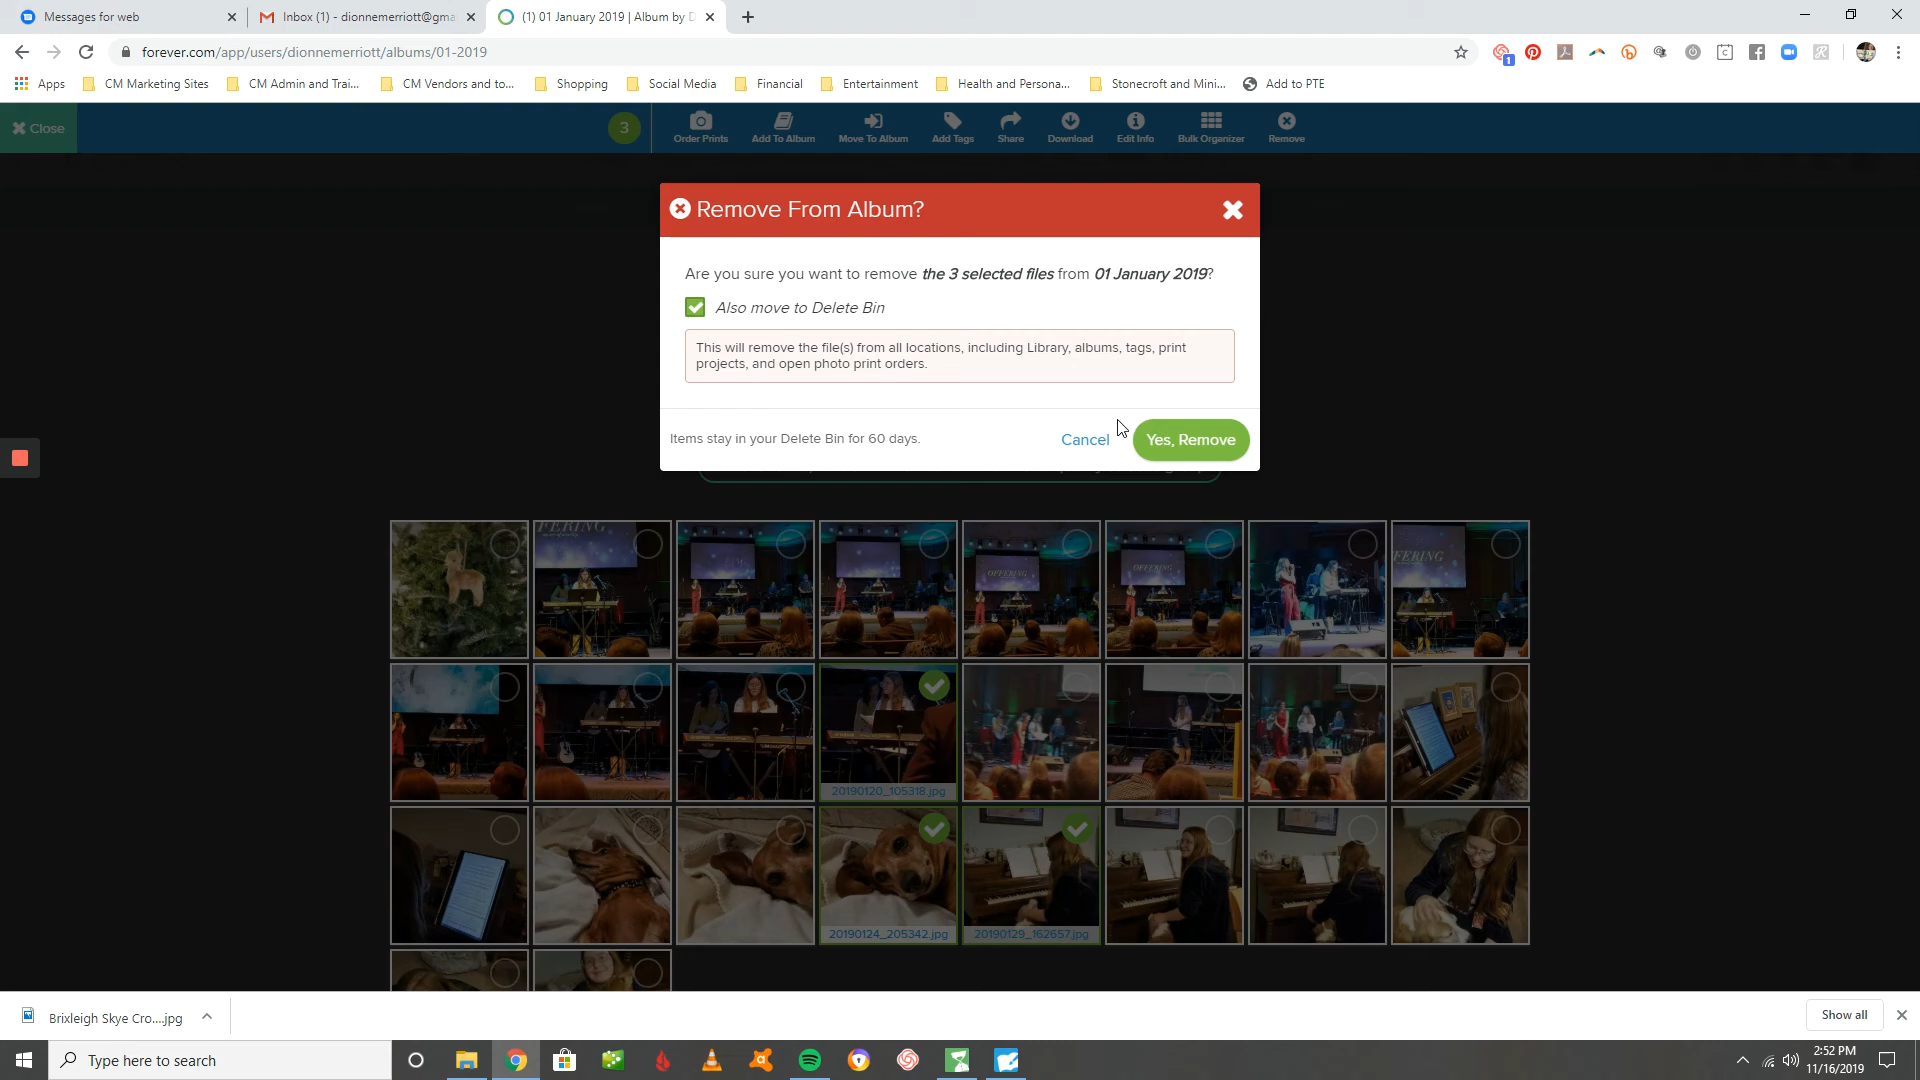 Messages for web
Inbox (1) - dionnemerriott@gma
(1) 01 January 2019 | Album by D
forever.com/app/users/dionnemerriott/albums/01-2019
1
Apps
CM Marketing Sites
CM Admin and Trai...
CM Vendors and to...
Shopping
Social Media
Financial
Entertainment
Health and Persona...
Stonecroft and Mini...
Add to PTE
Close
3
Order Prints
Add To Album
Move To Album
Add Tags
Share
Download
Edit Info
Bulk Organizer
Remove
Remove From Album?
Are you sure you want to remove the 3 selected files from 01 January 2019?
Also move to Delete Bin
This will remove the file(s) from all locations, including Library, albums, tags, print
projects, and open photo print orders.
Items stay in your Delete Bin for 60 days.
Cancel
Yes, Remove
OFFERING
OFFERING
FFERING
20190120_105318.jpg
20190124_205342.jpg
20190129_162657.jpg
Brixleigh Skye Cro....jpg
Show all
Type here to search
2:52 PM
11/16/2019